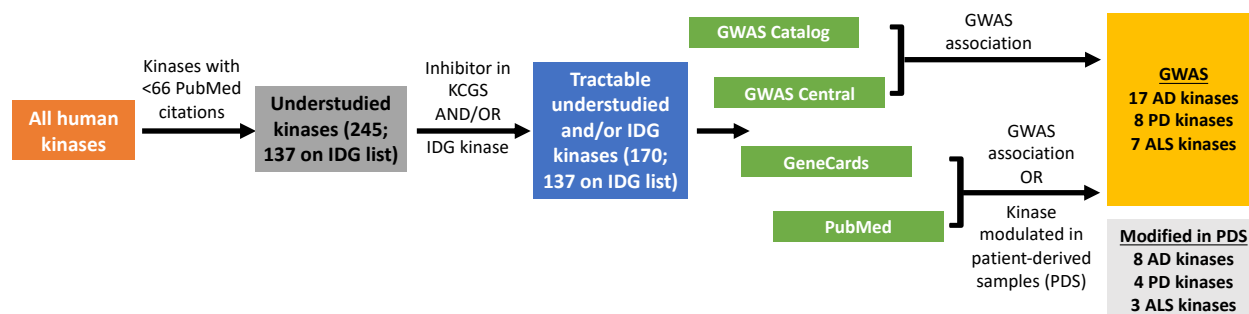 All human
kinases
Kinases with
<66 PubMed
citations
Understudied
kinases (245;
137 on IDG list)
Inhibitor in
KCGS
AND/OR
IDG kinase
Tractable
understudied
and/or IDG
kinases (170;
137 on IDG list)
GWAS Catalog
GWAS Central
GeneCards
PubMed
GWAS
association
GWAS
association
OR
Kinase
modulated in
patient-derived
samples (PDS)
GWAS
17 AD kinases
8 PD kinases
7 ALS kinases
Modified in PDS
8 AD kinases
4 PD kinases
3 ALS kinases